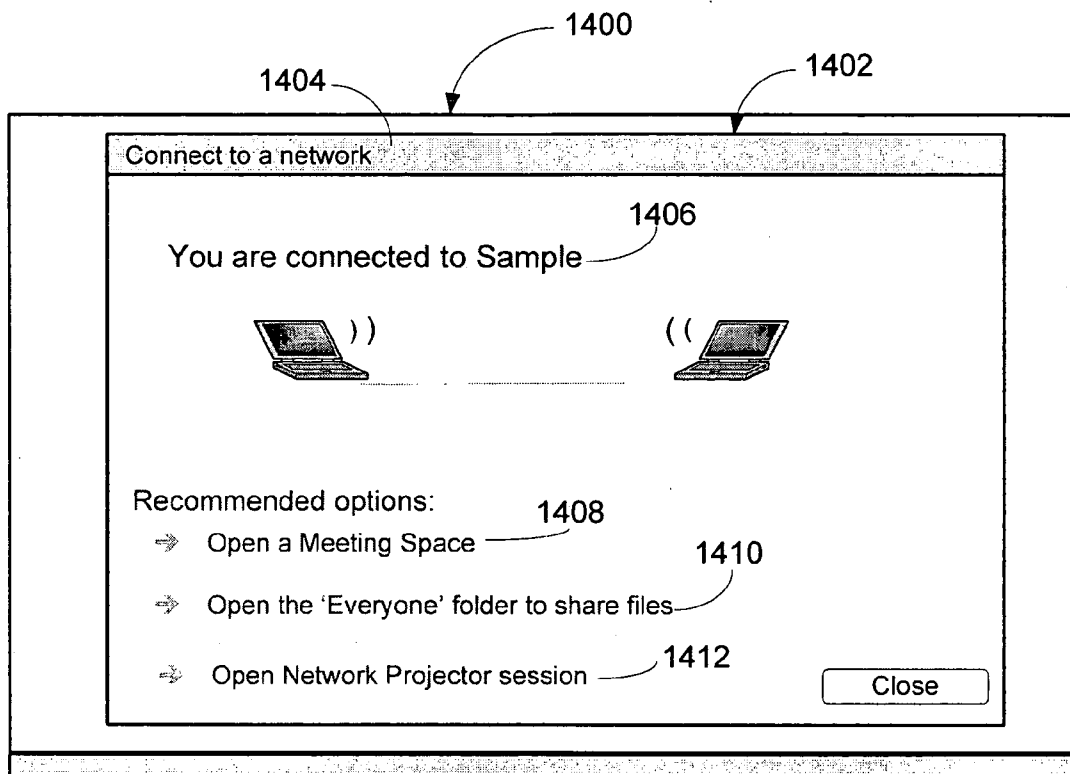 1400
1402
1404
Connect to a network
1406
You are connected to Sample
) )
( (
Recommended options:
1408
Open a Meeting Space
1410
Open the ‘Everyone’ folder to share files
1412
Open Network Projector session
Close